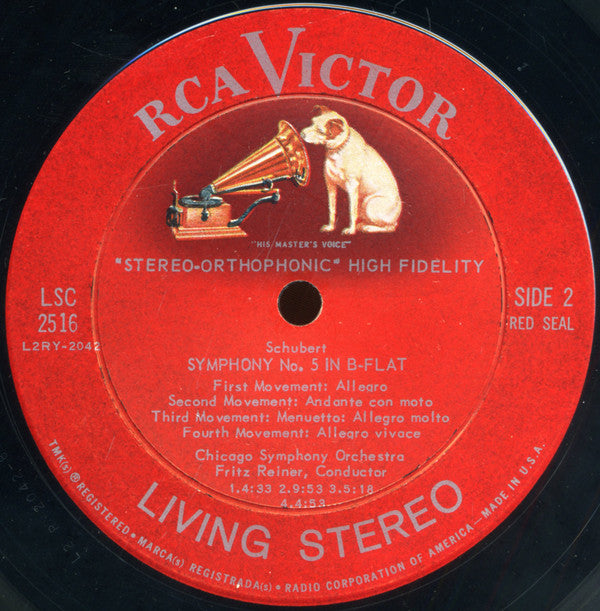 RCA VICTOR
"HIS MASTER'S VOICE"
"STEREO-ORTHOPHONIC" HIGH FIDELITY
LSC
2516
L2RY-2042
SIDE 2
RED SEAL
Schubert
SYMPHONY No. 5 IN B-FLAT
First Movement: Allegro
Second Movement: Andante con moto
Third Movement: Menuetto: Allegro molto
Fourth Movement: Allegro vivace
Chicago Symphony Orchestra
Fritz Reiner, Conductor
1.4:33 2.9:53 3.5:18
4.4:53
LIVING STEREO
TMK(s) ® REGISTERED • MARCA(s) REGISTRADA(s) • RADIO CORPORATION OF AMERICA—MADE IN U.S.A.